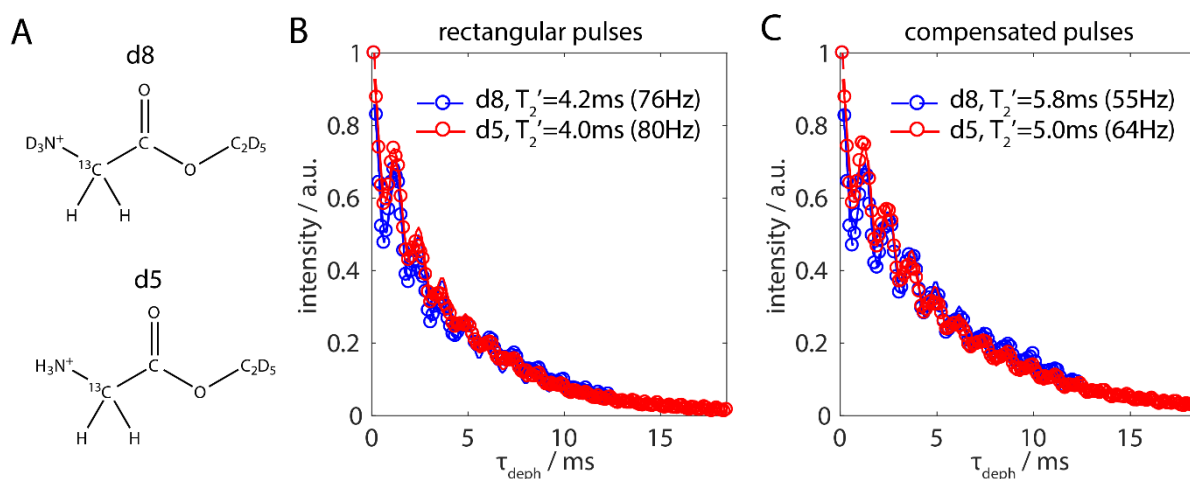 A
d8
O
D₃N⁺
¹³C
C
O
C₂D₅
H
H
d5
O
H₃N⁺
¹³C
C
O
C₂D₅
H
H
B
rectangular pulses
d8, T₂'=4.2ms (76Hz)
d5, T₂'=4.0ms (80Hz)
intensity / a.u.
1
0.8
0.6
0.4
0.2
0
0 5 10 15
τdeph / ms
C
compensated pulses
d8, T₂'=5.8ms (55Hz)
d5, T₂'=5.0ms (64Hz)
intensity / a.u.
1
0.8
0.6
0.4
0.2
0
0 5 10 15
τdeph / ms